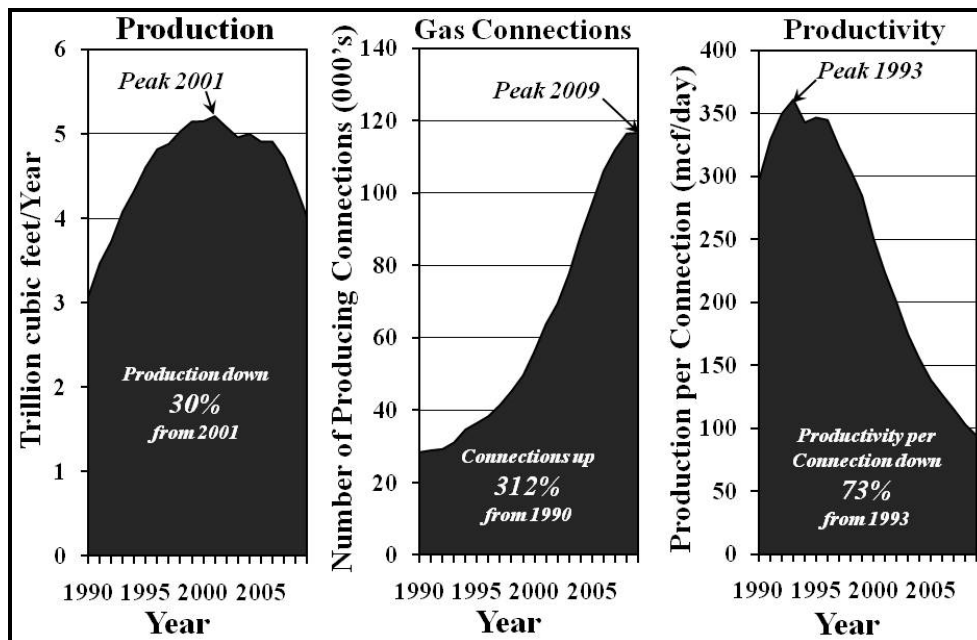 Production
Trillion cubic feet/Year
6
5
4
3
2
1
0
Peak 2001
Production down
30%
from 2001
1990 1995 2000 2005
Year
Gas Connections
Number of Producing Connections (000's)
140
120
100
80
60
40
20
0
Peak 2009
Connections up
312%
from 1990
1990 1995 2000 2005
Year
Productivity
Production per Connection (mcf/day)
400
350
300
250
200
150
100
50
0
Peak 1993
Productivity per
Connection down
73%
from 1993
1990 1995 2000 2005
Year